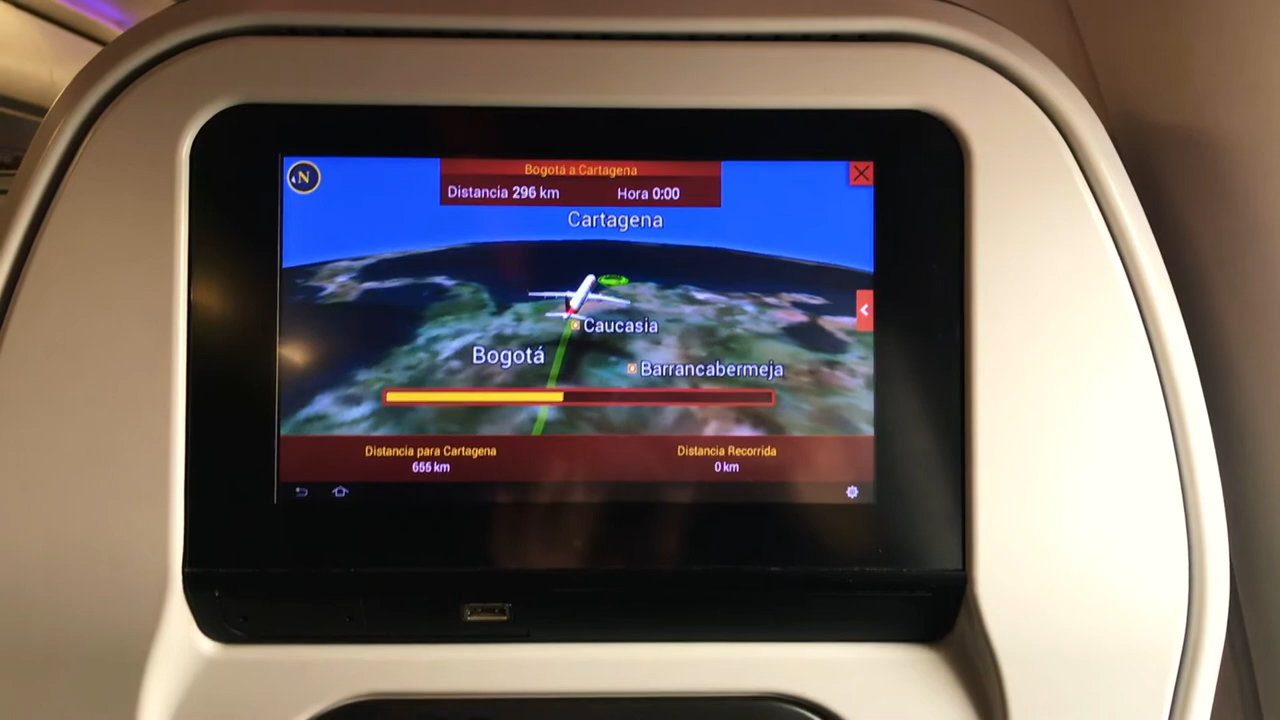 N
Bogotá a Cartagena
Distancia 296 km Hora 0:00
Cartagena
Caucasia
Bogotá
Barrancabermeja
Distancia para Cartagena
655 km
Distancia Recorrida
0 km